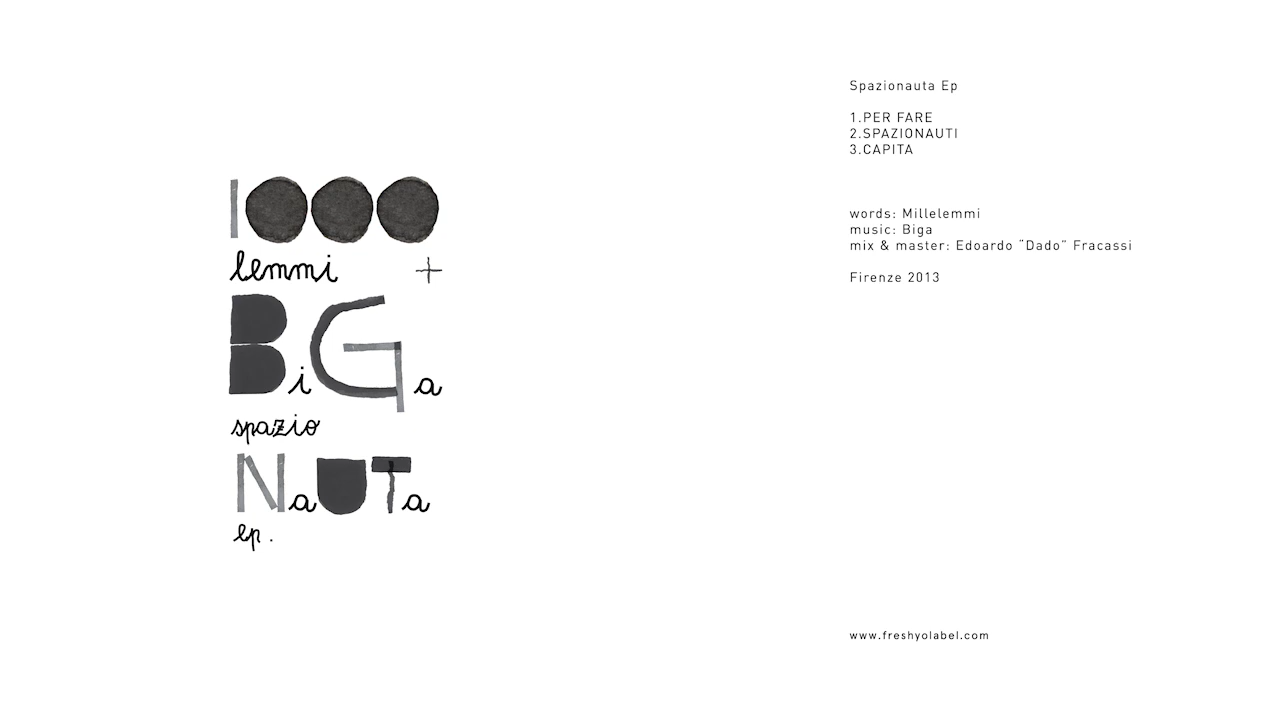 1000
lemmi +
BiGa
spazio
NaUTa
ep.
Spazionauta Ep
1.PER FARE
2.SPAZIONAUTI
3.CAPITA
words: Millelemmi
music: Biga
mix & master: Edoardo "Dado" Fracassi
Firenze 2013
www.freshyolabel.com